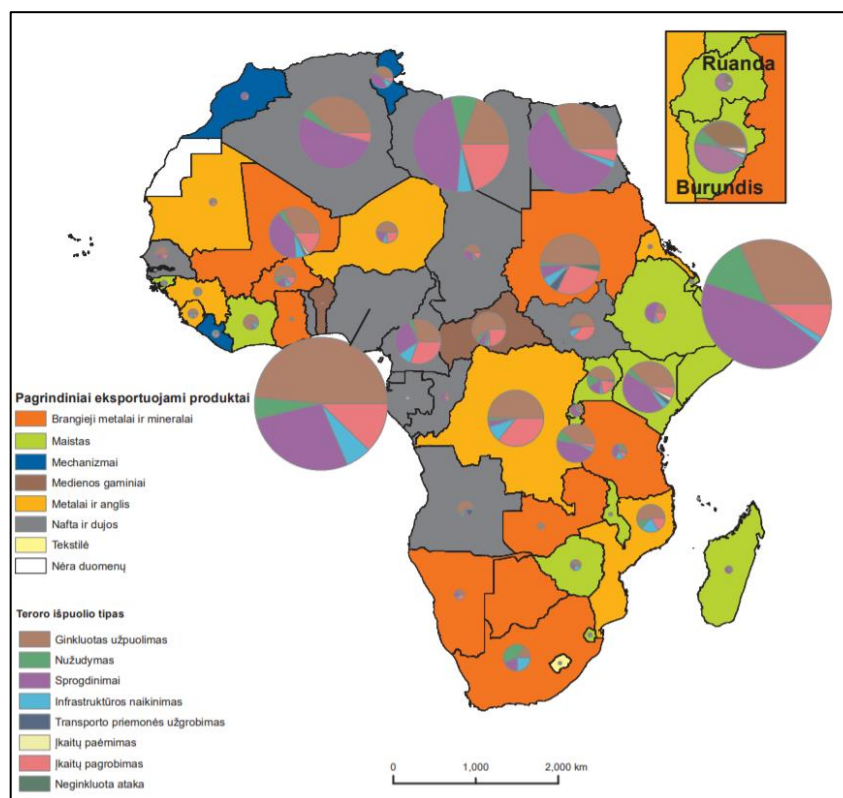 Ruanda
Burundis
Pagrindiniai eksportuojami produktai
Brangieji metalai ir mineralai
Maistas
Mechanizmai
Medienos gaminiai
Metalai ir anglis
Nafta ir dujos
Tekstilė
Nėra duomenų
Teroro išpuolio tipas
Ginkluotas užpuolimas
Nužudymas
Sprogdinimai
Infrastruktūros naikinimas
Transporto priemonės užgrobimas
Įkaitų paėmimas
Įkaitų pagrobimas
Neginkluota ataka
0 1,000 2,000 km